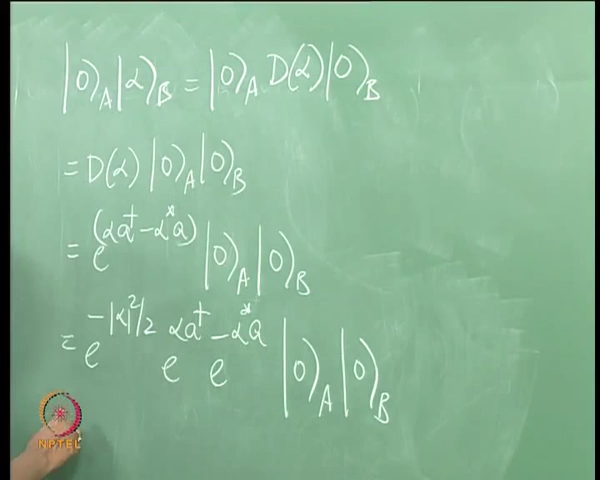 |0⟩_A |α⟩_B = |0⟩_A D(α) |0⟩_B
= D(α) |0⟩_A |0⟩_B
= e^(αa† - α*a) |0⟩_A |0⟩_B
= e^-|α|²/2 e^αa† e^-α*a |0⟩_A |0⟩_B
NPTEL